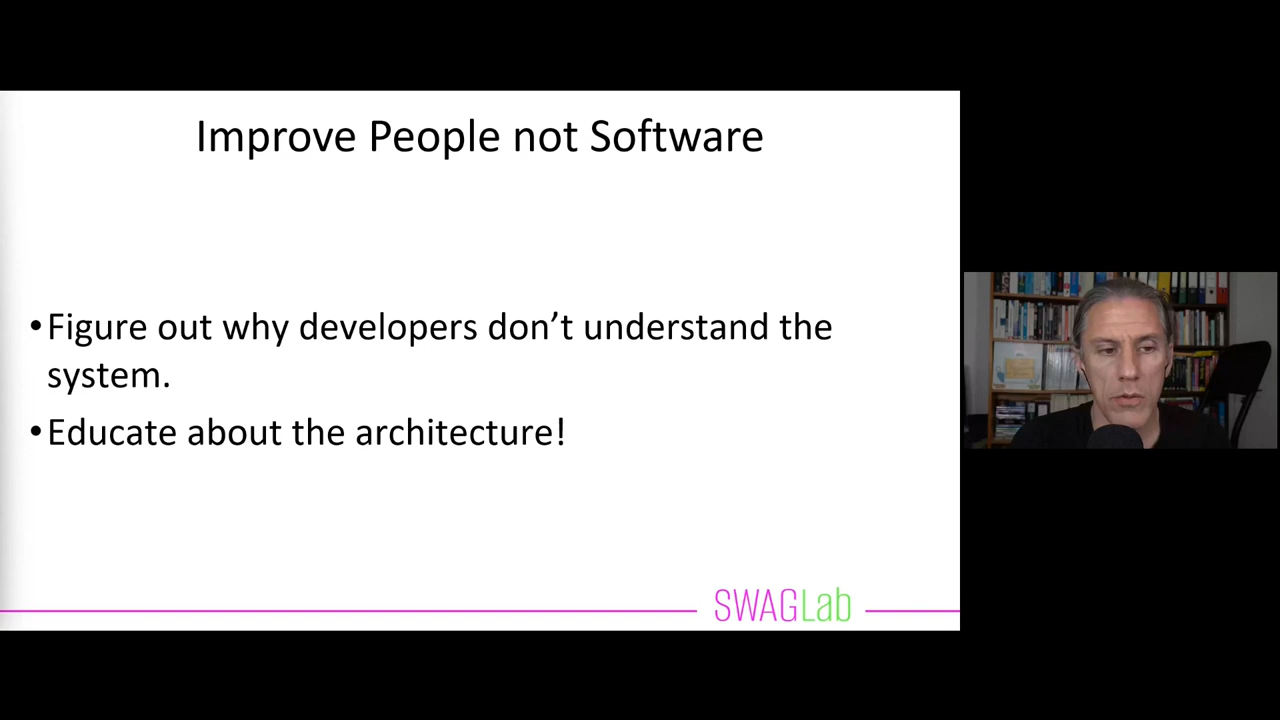 Improve People not Software
•Figure out why developers don’t understand the
system.
•Educate about the architecture!
SWAGLab